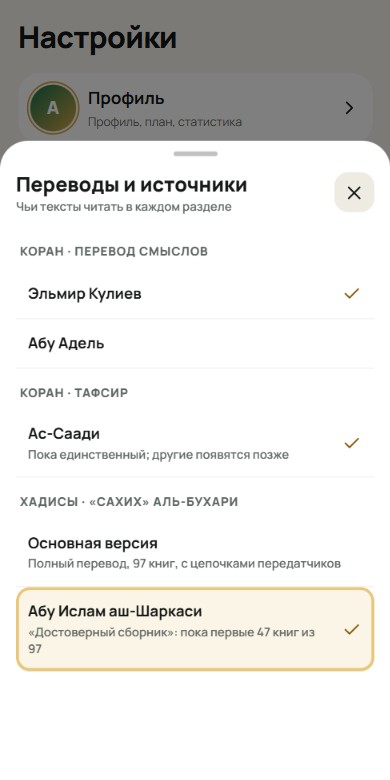 Настройки
A
Профиль
Профиль, план, статистика
Переводы и источники
Чьи тексты читать в каждом разделе
КОРАН · ПЕРЕВОД СМЫСЛОВ
Эльмир Кулиев
Абу Адель
КОРАН · ТАФСИР
Ас-Саади
Пока единственный; другие появятся позже
ХАДИСЫ · «САХИХ» АЛЬ-БУХАРИ
Основная версия
Полный перевод, 97 книг, с цепочками передатчиков
Абу Ислам аш-Шаркаси
«Достоверный сборник»: пока первые 47 книг из
97